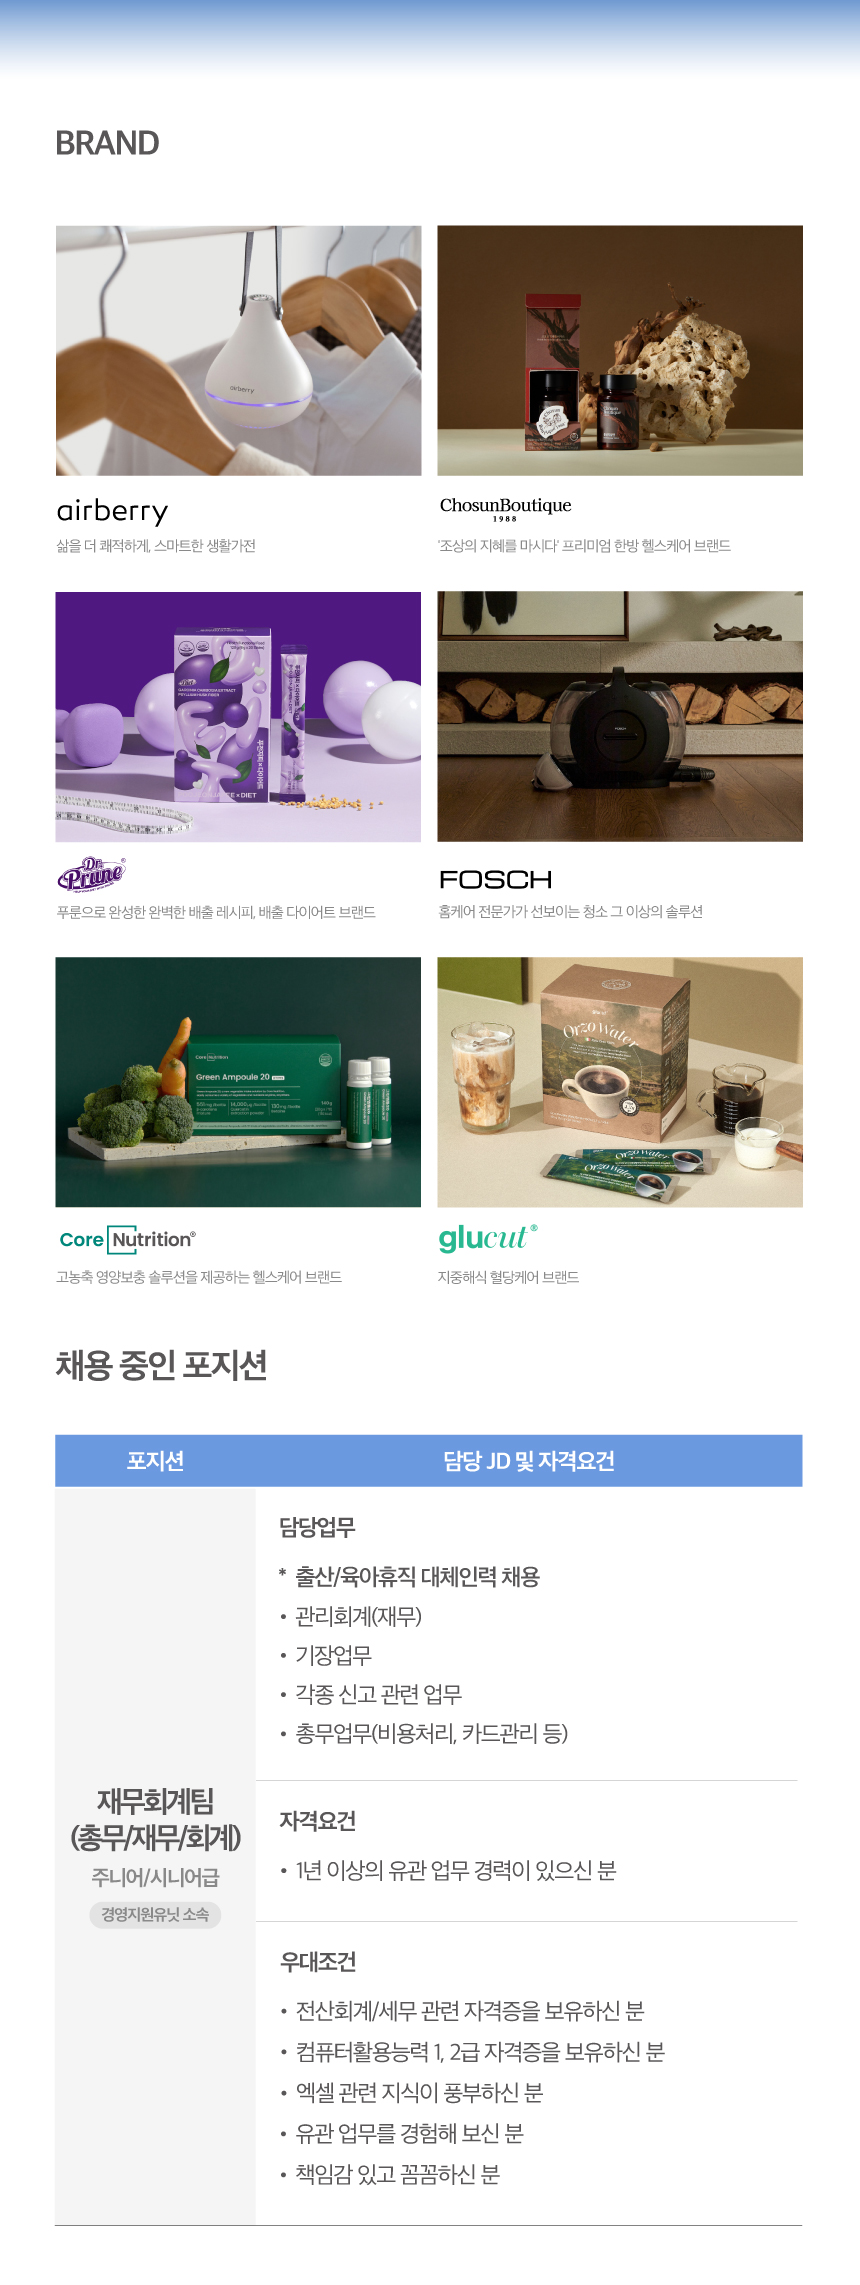 BRAND
airberry
airberry
ChosunBoutique
1988
삶을 더 쾌적하게, 스마트한 생활가전
'조상의 지혜를 마시다' 프리미엄 한방 헬스케어 브랜드
FOSCH
Dr.
Prune®
FOSCH
푸룬으로 완성한 완벽한 배출 레시피, 배출 다이어트 브랜드
홈케어 전문가가 선보이는 청소 그 이상의 솔루션
Core Nutrition
Green Ampoule 20
glucut
Orzo Water
Orzo Water
Orzo Water
Core Nutrition®
glucut®
고농축 영양보충 솔루션을 제공하는 헬스케어 브랜드
지중해식 혈당케어 브랜드
채용 중인 포지션
포지션
담당 JD 및 자격요건
재무회계팀
(총무/재무/회계)
주니어/시니어급
경영지원유닛 소속
담당업무
* 출산/육아휴직 대체인력 채용
• 관리회계(재무)
• 기장업무
• 각종 신고 관련 업무
• 총무업무(비용처리, 카드관리 등)
자격요건
• 1년 이상의 유관 업무 경력이 있으신 분
우대조건
• 전산회계/세무 관련 자격증을 보유하신 분
• 컴퓨터활용능력 1, 2급 자격증을 보유하신 분
• 엑셀 관련 지식이 풍부하신 분
• 유관 업무를 경험해 보신 분
• 책임감 있고 꼼꼼하신 분